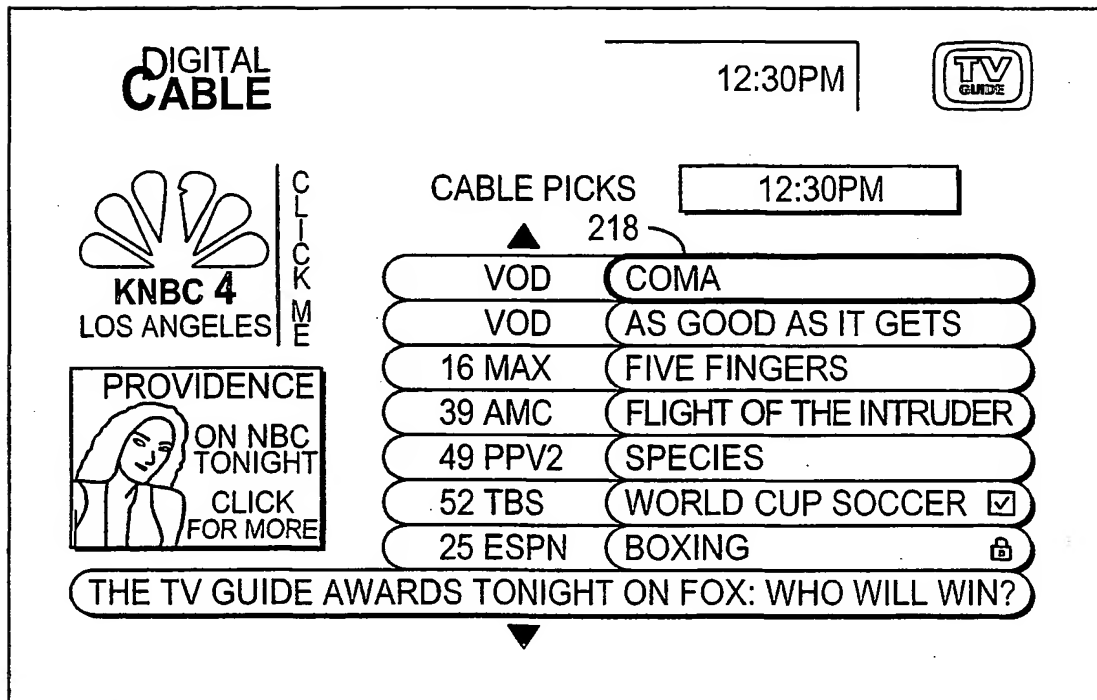 DIGITAL
CABLE
12:30PM
TV
GUIDE
KNBC 4
LOS ANGELES
CLICK ME
PROVIDENCE
ON NBC
TONIGHT
CLICK
FOR MORE
CABLE PICKS 12:30PM
218
VOD COMA
VOD AS GOOD AS IT GETS
16 MAX FIVE FINGERS
39 AMC FLIGHT OF THE INTRUDER
49 PPV2 SPECIES
52 TBS WORLD CUP SOCCER
25 ESPN BOXING
THE TV GUIDE AWARDS TONIGHT ON FOX: WHO WILL WIN?